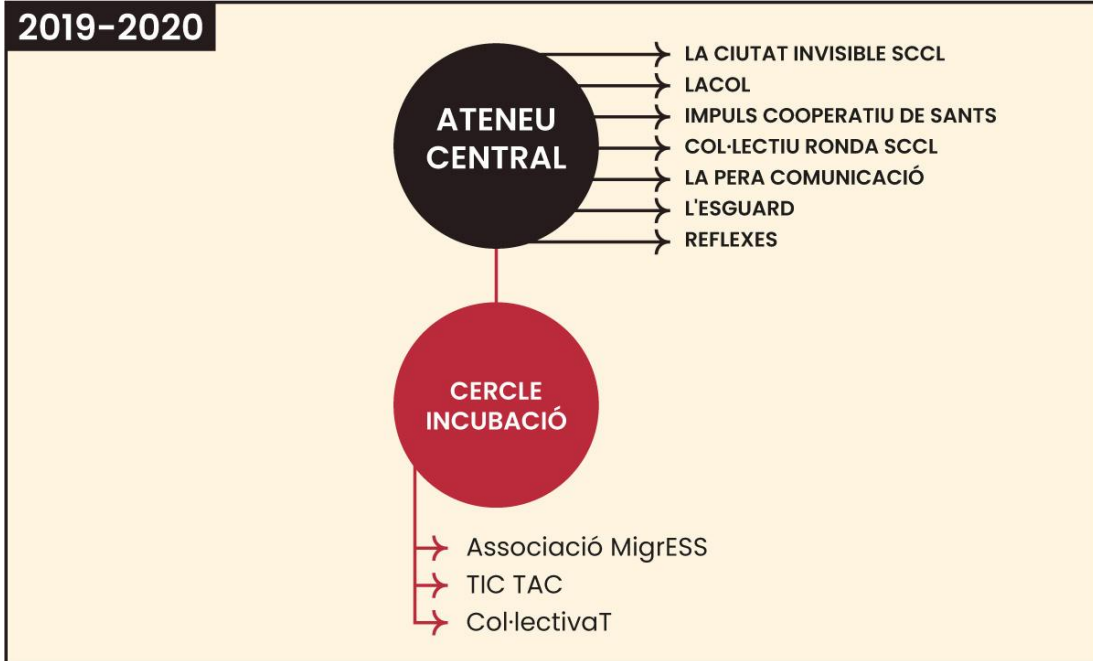 2019-2020
ATENEU
CENTRAL
LA CIUTAT INVISIBLE SCCL
LACOL
IMPULS COOPERATIU DE SANTS
COL·LECTIU RONDA SCCL
LA PERA COMUNICACIÓ
L'ESGUARD
REFLEXES
CERCLE
INCUBACIÓ
Associació MigrESS
TIC TAC
Col·lectivaT